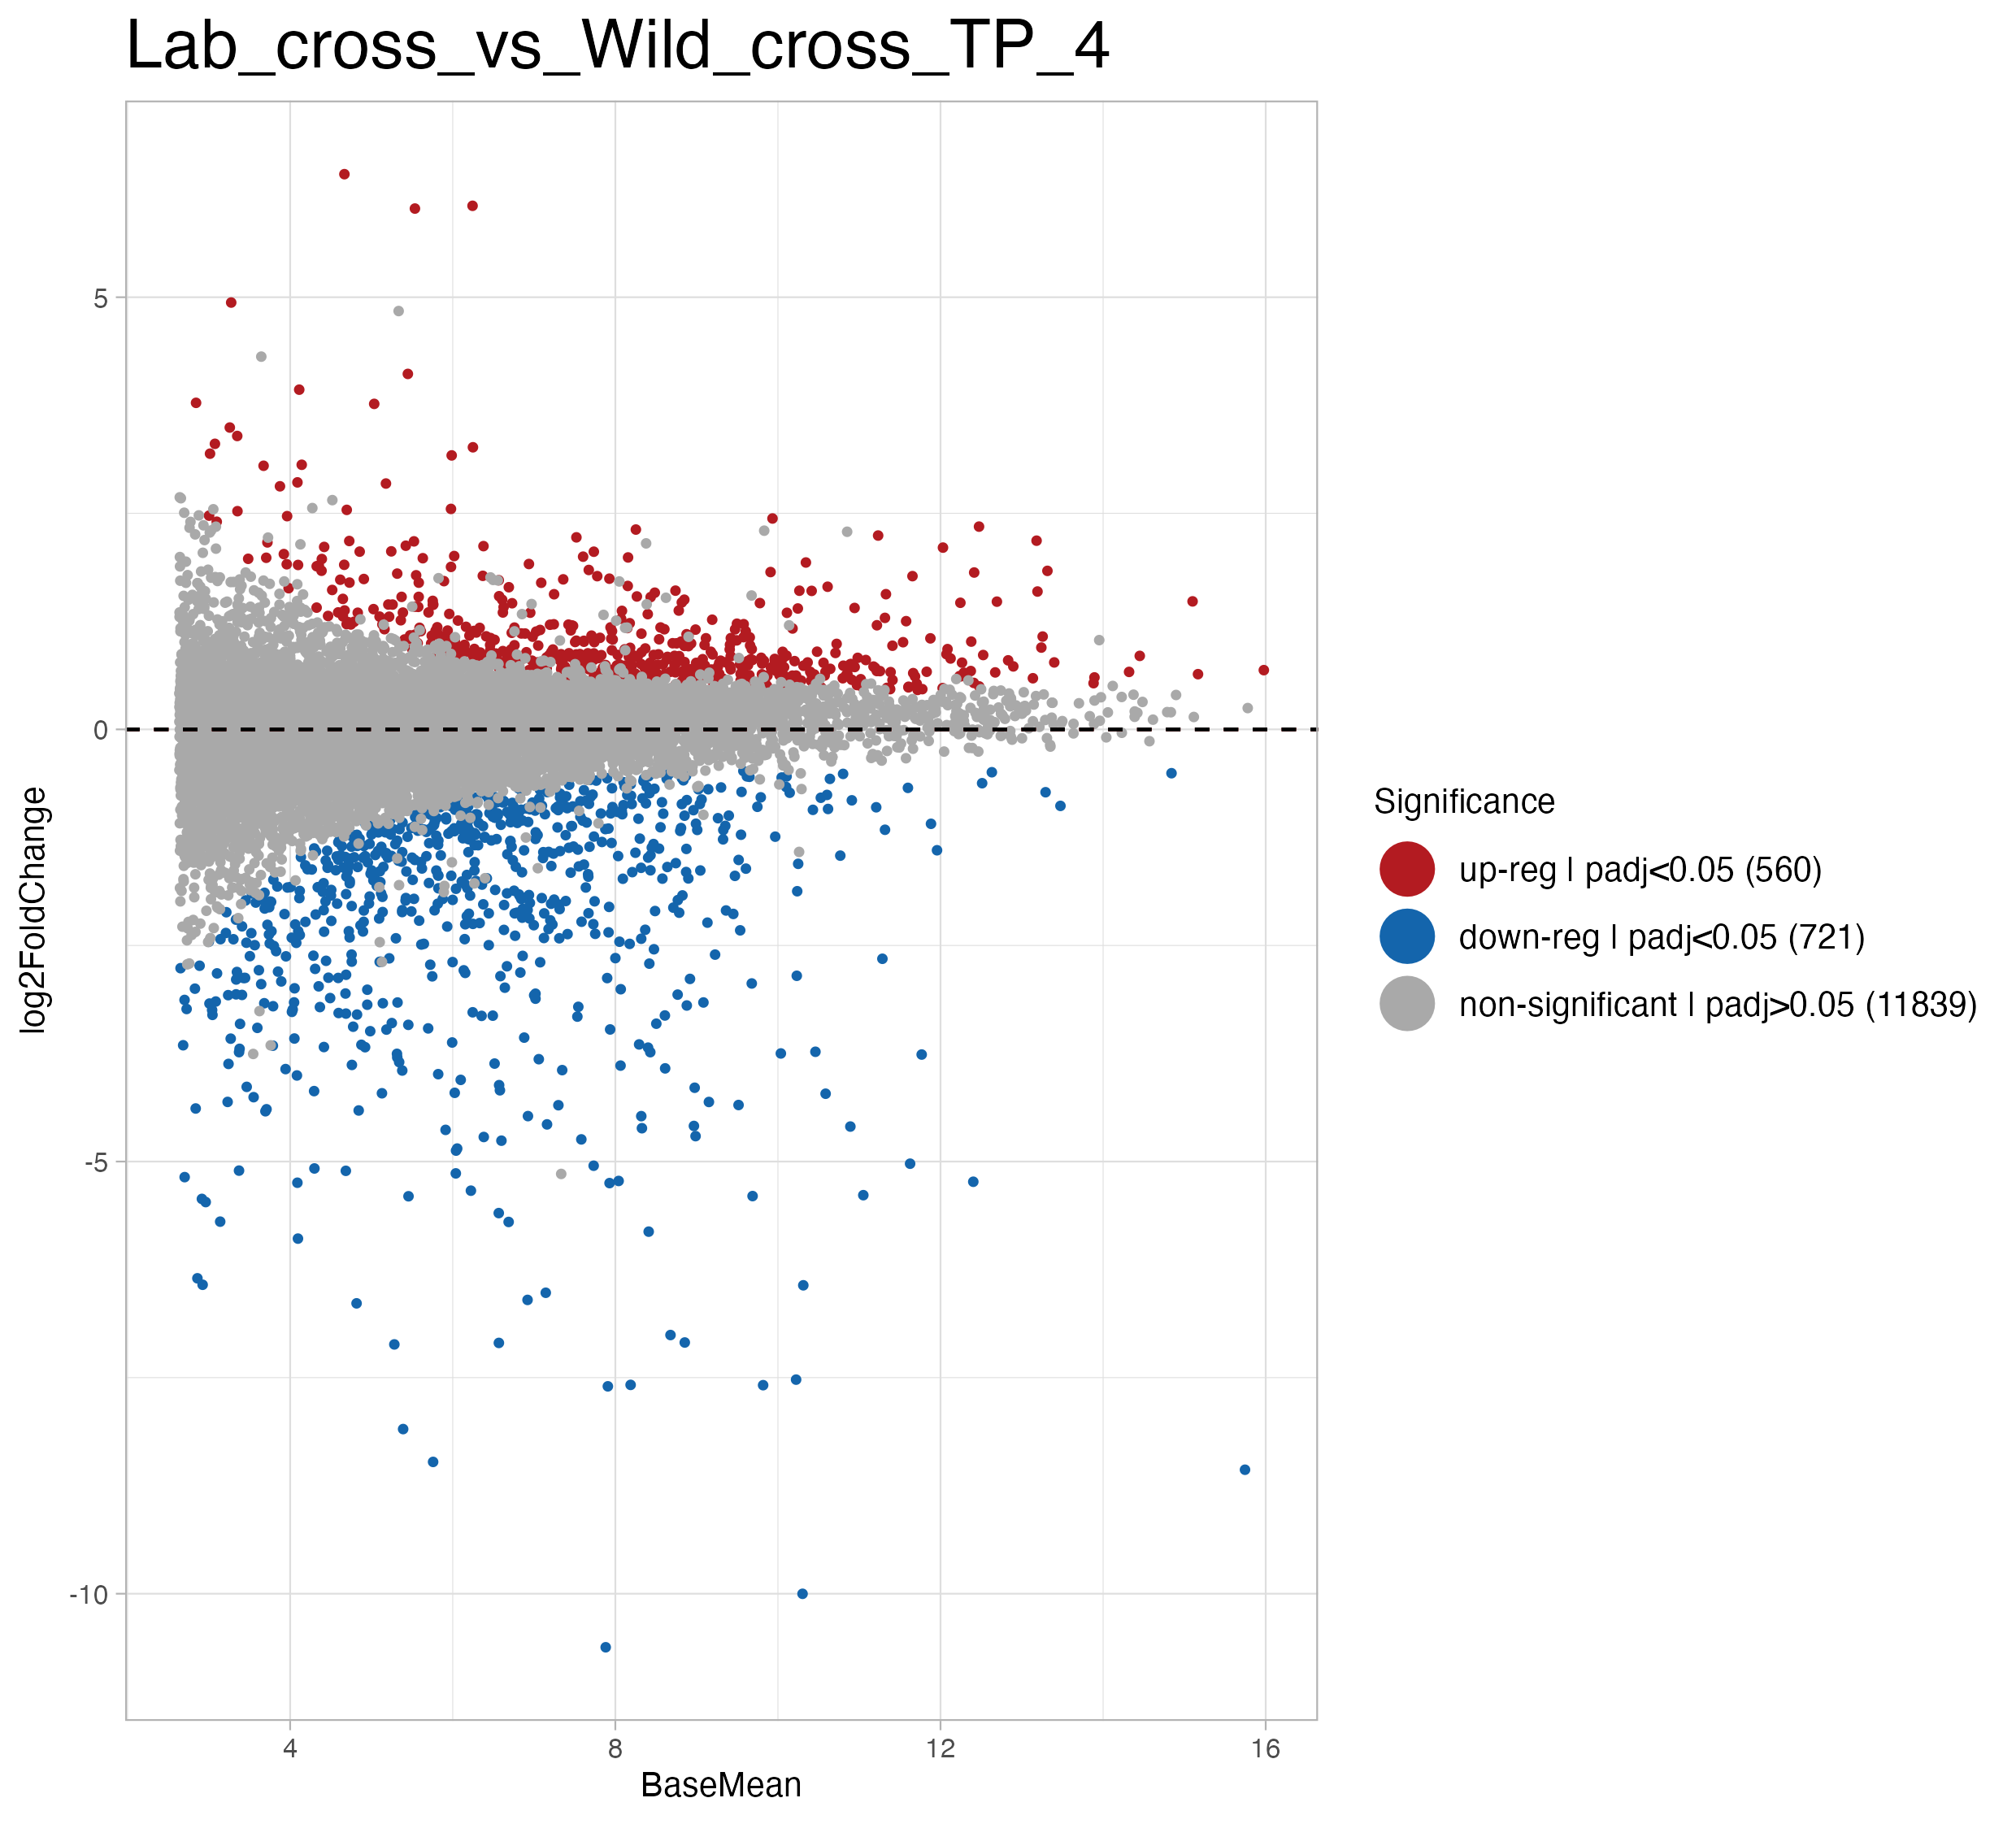 Lab_cross_vs_Wild_cross_TP_4
log2FoldChange
5
0
-5
-10
4
8
12
16
BaseMean
Significance
up-reg | padj<0.05 (560)
down-reg | padj<0.05 (721)
non-significant | padj>0.05 (11839)